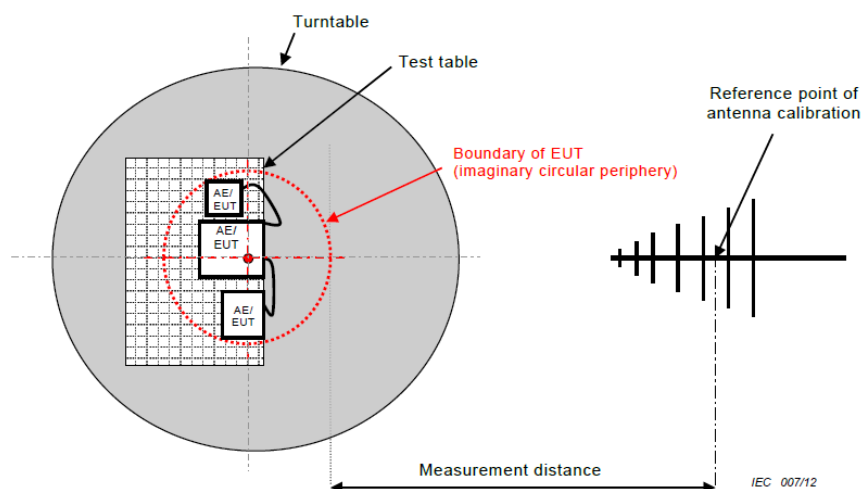 Turntable
Test table
Reference point of
antenna calibration
Boundary of EUT
(imaginary circular periphery)
AE/
EUT
AE/
EUT
AE/
EUT
Measurement distance
IEC 007/12